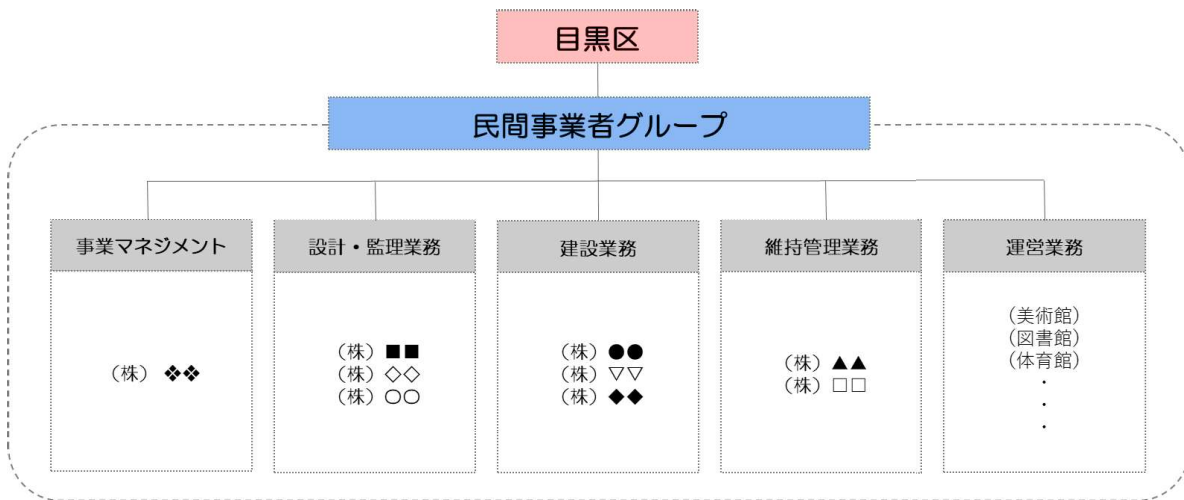 目黒区
民間事業者グループ
事業マネジメント
(株) ❖❖
設計・監理業務
(株) ■■
(株) ◇◇
(株) ○○
建設業務
(株) ●●
(株) ▽▽
(株) ◆◆
維持管理業務
(株) ▲▲
(株) □□
運営業務
(美術館)
(図書館)
(体育館)
・
・
・